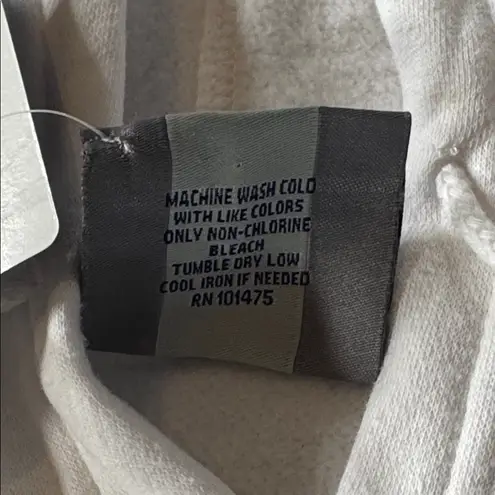 MACHINE WASH COLD
WITH LIKE COLORS
ONLY NON-CHLORINE
BLEACH
TUMBLE DRY LOW
COOL IRON IF NEEDED
RN 101475